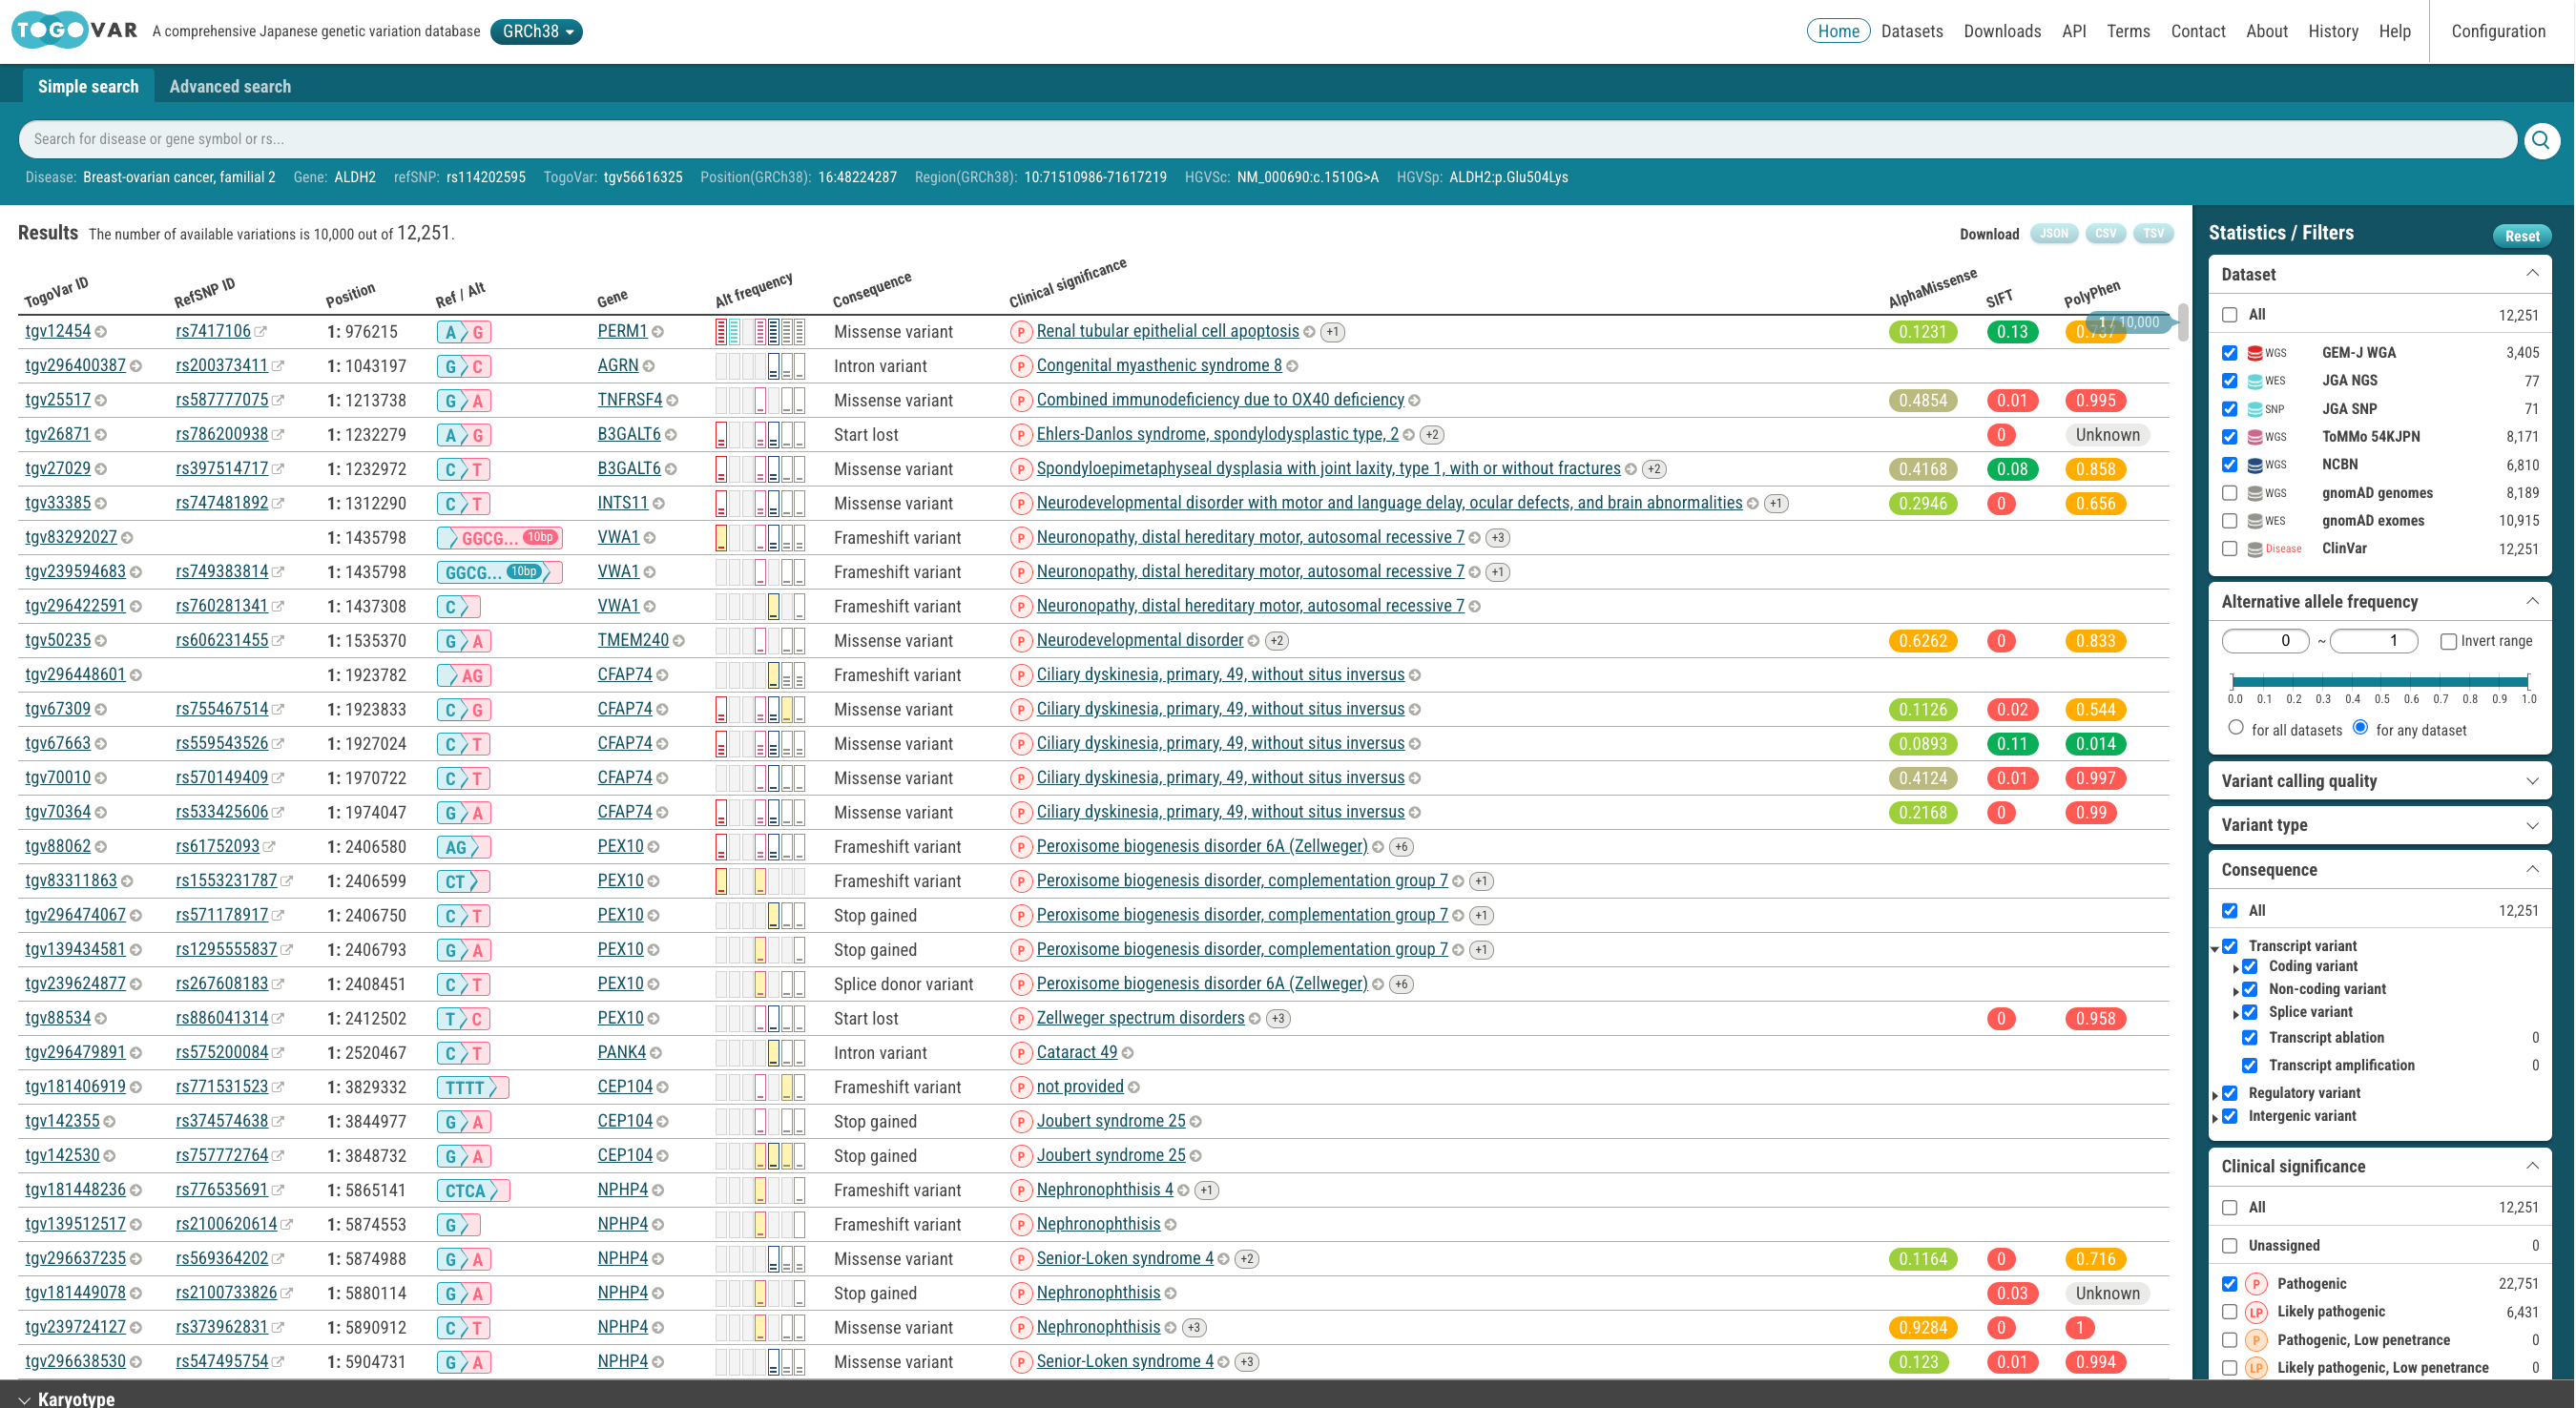 TOGOVAR A comprehensive Japanese genetic variation database GRCh38 Home Datasets Downloads API Terms Contact About History Help Configuration
Simple search Advanced search
Search for disease or gene symbol or rs...
Disease: Breast-ovarian cancer, familial 2 Gene: ALDH2 refSNP: rs114202595 TogoVar: tgv56616325 Position(GRCh38): 16:48224287 Region(GRCh38): 10:71510986-71617219 HGVSc: NM_000690:c.1510G>A HGVSp: ALDH2:p.Glu504Lys
Results The number of available variations is 10,000 out of 12,251. Download JSON CSV TSV
TogoVar ID RefSNP ID Position Ref / Alt Gene Alt frequency Consequence Clinical significance AlphaMissense SIFT PolyPhen
tgv12454 rs7417106 1: 976215 A G PERM1 Missense variant P Renal tubular epithelial cell apoptosis +1 0.1231 0.13 1 / 10,000
tgv296400387 rs200373411 1: 1043197 G C AGRN Intron variant P Congenital myasthenic syndrome 8
tgv25517 rs587777075 1: 1213738 G A TNFRSF4 Missense variant P Combined immunodeficiency due to OX40 deficiency 0.4854 0.01 0.995
tgv26871 rs786200938 1: 1232279 A G B3GALT6 Start lost P Ehlers-Danlos syndrome, spondylodysplastic type, 2 +2 0 Unknown
tgv27029 rs397514717 1: 1232972 C T B3GALT6 Missense variant P Spondyloepimetaphyseal dysplasia with joint laxity, type 1, with or without fractures +2 0.4168 0.08 0.858
tgv33385 rs747481892 1: 1312290 C T INTS11 Missense variant P Neurodevelopmental disorder with motor and language delay, ocular defects, and brain abnormalities +1 0.2946 0 0.656
tgv83292027 1: 1435798 GGCG... 10bp VWA1 Frameshift variant P Neuronopathy, distal hereditary motor, autosomal recessive 7 +3
tgv239594683 rs749383814 1: 1435798 GGCG... 10bp VWA1 Frameshift variant P Neuronopathy, distal hereditary motor, autosomal recessive 7 +1
tgv296422591 rs760281341 1: 1437308 C VWA1 Frameshift variant P Neuronopathy, distal hereditary motor, autosomal recessive 7
tgv50235 rs606231455 1: 1535370 G A TMEM240 Missense variant P Neurodevelopmental disorder +2 0.6262 0 0.833
tgv296448601 1: 1923782 AG CFAP74 Frameshift variant P Ciliary dyskinesia, primary, 49, without situs inversus
tgv67309 rs755467514 1: 1923833 C G CFAP74 Missense variant P Ciliary dyskinesia, primary, 49, without situs inversus 0.1126 0.02 0.544
tgv67663 rs559543526 1: 1927024 C T CFAP74 Missense variant P Ciliary dyskinesia, primary, 49, without situs inversus 0.0893 0.11 0.014
tgv70010 rs570149409 1: 1970722 C T CFAP74 Missense variant P Ciliary dyskinesia, primary, 49, without situs inversus 0.4124 0.01 0.997
tgv70364 rs533425606 1: 1974047 G A CFAP74 Missense variant P Ciliary dyskinesia, primary, 49, without situs inversus 0.2168 0 0.99
tgv88062 rs61752093 1: 2406580 AG PEX10 Frameshift variant P Peroxisome biogenesis disorder 6A (Zellweger) +6
tgv83311863 rs1553231787 1: 2406599 CT PEX10 Frameshift variant P Peroxisome biogenesis disorder, complementation group 7 +1
tgv296474067 rs571178917 1: 2406750 C T PEX10 Stop gained P Peroxisome biogenesis disorder, complementation group 7 +1
tgv139434581 rs1295555837 1: 2406793 G A PEX10 Stop gained P Peroxisome biogenesis disorder, complementation group 7 +1
tgv239624877 rs267608183 1: 2408451 C T PEX10 Splice donor variant P Peroxisome biogenesis disorder 6A (Zellweger) +6
tgv88534 rs886041314 1: 2412502 T C PEX10 Start lost P Zellweger spectrum disorders +3 0 0.958
tgv296479891 rs575200084 1: 2520467 C T PANK4 Intron variant P Cataract 49
tgv181406919 rs771531523 1: 3829332 TTTT CEP104 Frameshift variant P not provided
tgv142355 rs374574638 1: 3844977 G A CEP104 Stop gained P Joubert syndrome 25
tgv142530 rs757772764 1: 3848732 G A CEP104 Stop gained P Joubert syndrome 25
tgv181448236 rs776535691 1: 5865141 CTCA NPHP4 Frameshift variant P Nephronophthisis 4 +1
tgv139512517 rs2100620614 1: 5874553 G NPHP4 Frameshift variant P Nephronophthisis
tgv296637235 rs569364202 1: 5874988 G A NPHP4 Missense variant P Senior-Loken syndrome 4 +2 0.1164 0 0.716
tgv181449078 rs2100733826 1: 5880114 G A NPHP4 Stop gained P Nephronophthisis 0.03 Unknown
tgv239724127 rs373962831 1: 5890912 C T NPHP4 Missense variant P Nephronophthisis +3 0.9284 0 1
tgv296638530 rs547495754 1: 5904731 G A NPHP4 Missense variant P Senior-Loken syndrome 4 +3 0.123 0.01 0.994
Karyotype
Statistics / Filters Reset
Dataset
All 12,251
WGS GEM-J WGA 3,405
WES JGA NGS 77
SNP JGA SNP 71
WGS ToMMo 54KJPN 8,171
WGS NCBN 6,810
WGS gnomAD genomes 8,189
WES gnomAD exomes 10,915
Disease ClinVar 12,251
Alternative allele frequency
0 ~ 1 Invert range
0.0 0.1 0.2 0.3 0.4 0.5 0.6 0.7 0.8 0.9 1.0
for all datasets for any dataset
Variant calling quality
Variant type
Consequence
All 12,251
Transcript variant
Coding variant
Non-coding variant
Splice variant
Transcript ablation 0
Transcript amplification 0
Regulatory variant
Intergenic variant
Clinical significance
All 12,251
Unassigned 0
P Pathogenic 22,751
LP Likely pathogenic 6,431
P Pathogenic, Low penetrance 0
LP Likely pathogenic, Low penetrance 0